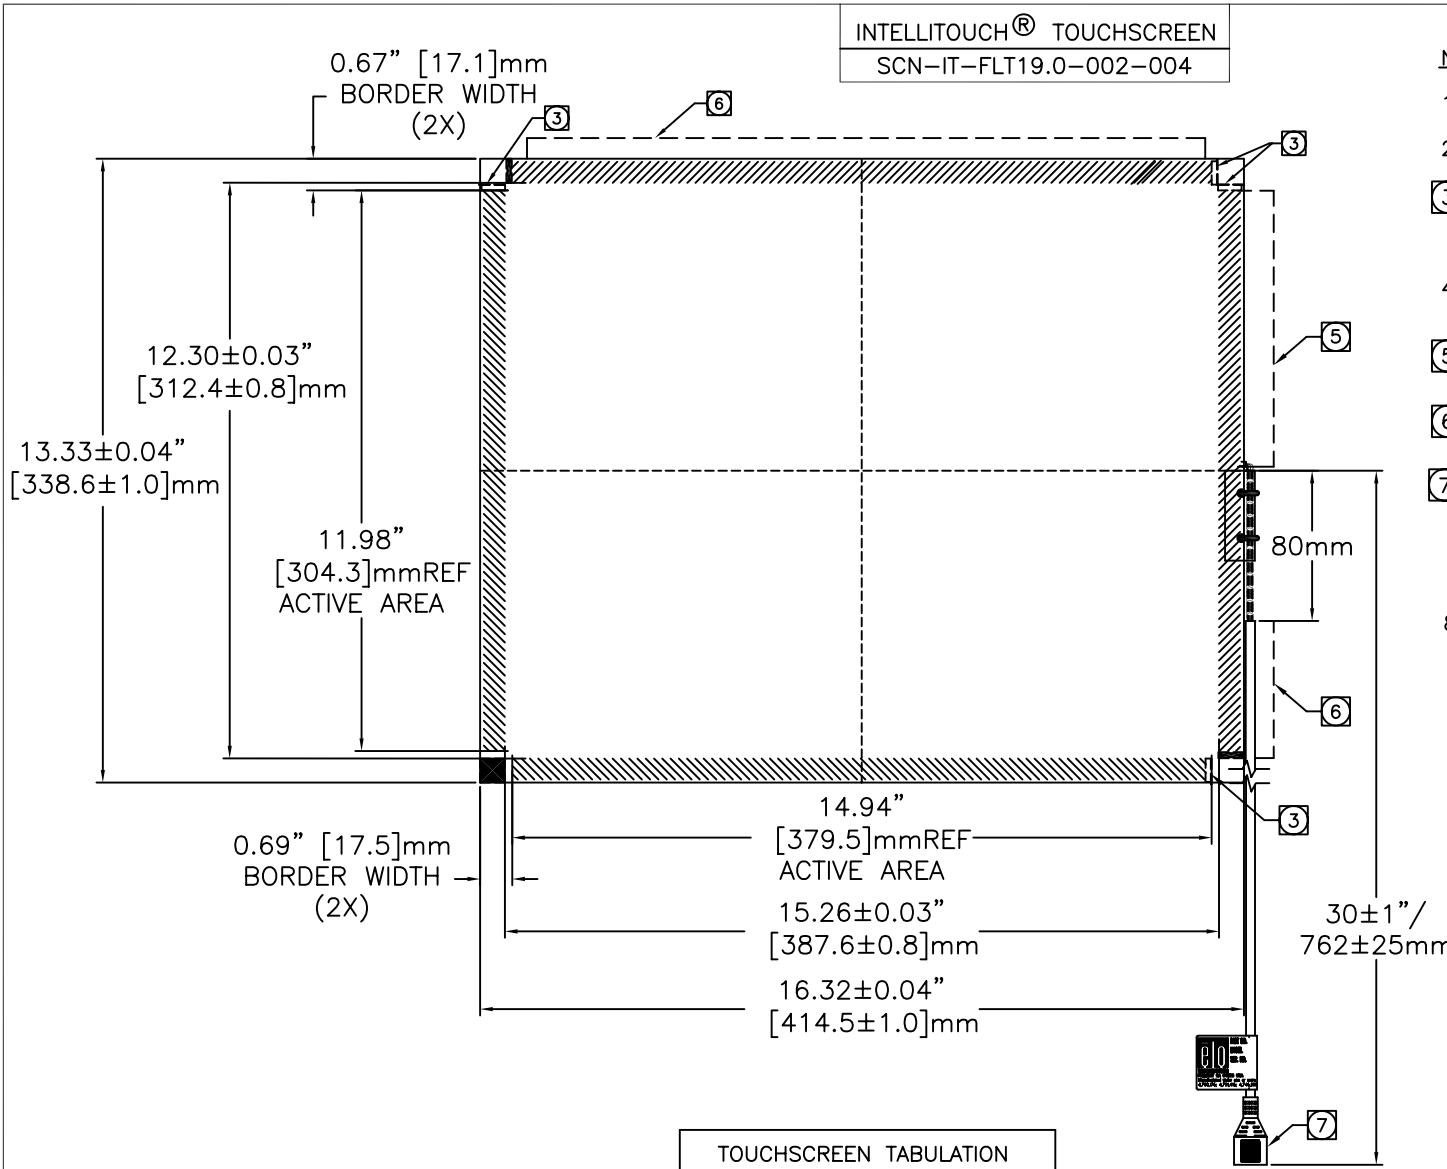 INTELLITOUCH® TOUCHSCREEN
SCN-IT-FLT19.0-002-004
0.67" [17.1]mm
BORDER WIDTH
(2X)
3
6
3
12.30±0.03"
[312.4±0.8]mm
13.33±0.04"
[338.6±1.0]mm
11.98"
[304.3]mmREF
ACTIVE AREA
5
80mm
6
14.94"
[379.5]mmREF
ACTIVE AREA
3
0.69" [17.5]mm
BORDER WIDTH
(2X)
15.26±0.03"
[387.6±0.8]mm
30±1"/
762±25mm
16.32±0.04"
[414.5±1.0]mm
elo
7
TOUCHSCREEN TABULATION